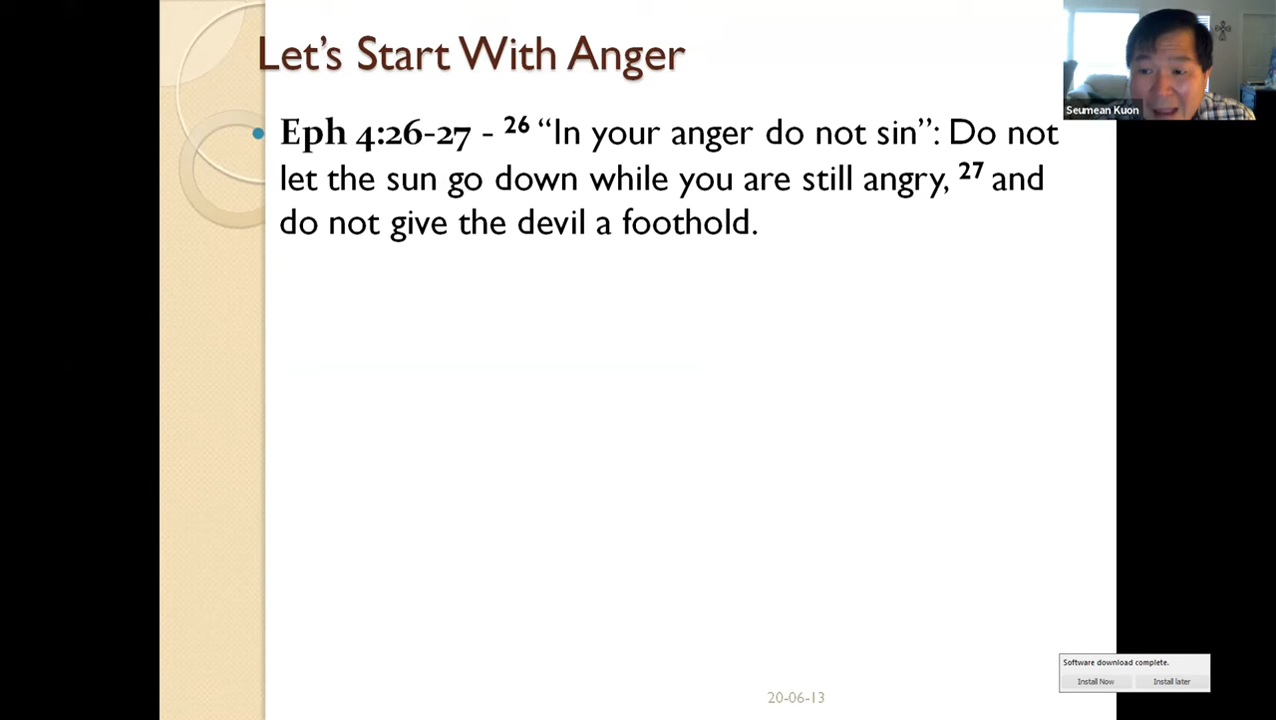 Let's Start With Anger
Seumean Kuon
• Eph 4:26-27 - 26 “In your anger do not sin”: Do not
let the sun go down while you are still angry, 27 and
do not give the devil a foothold.
Software download complete.
Install Now Install later
20-06-13